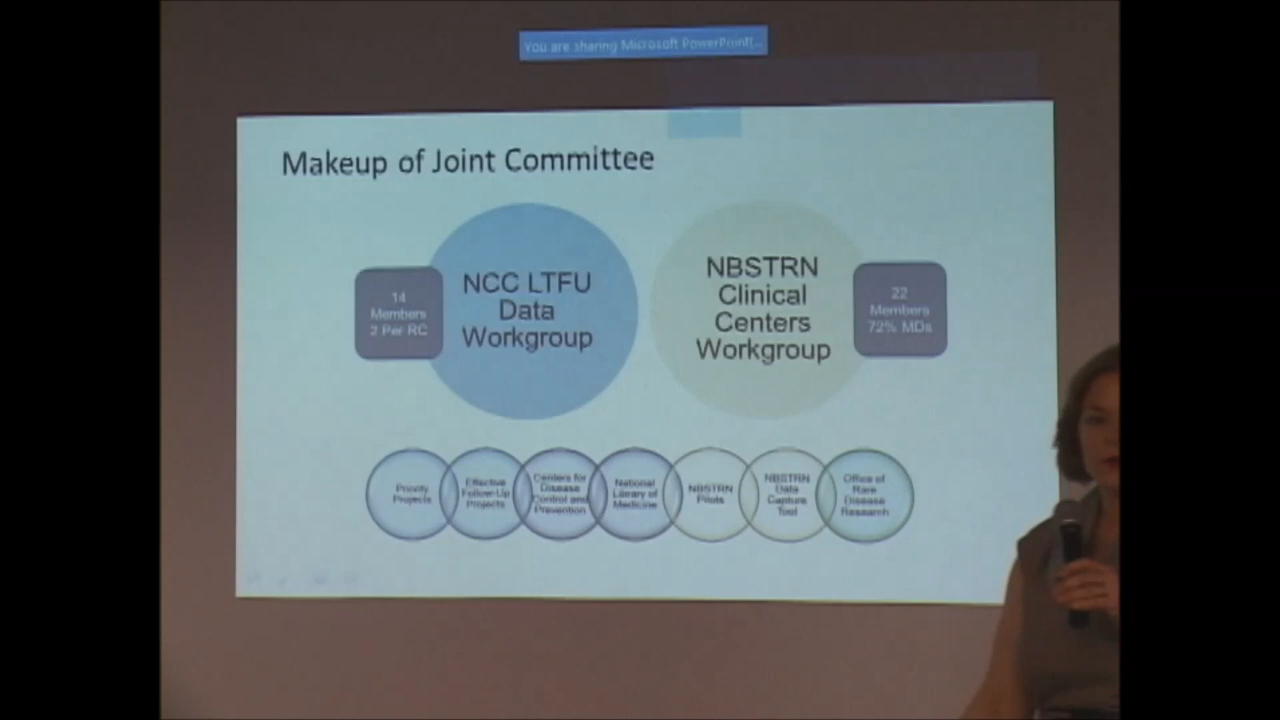 You are sharing Microsoft PowerPoint[...
Makeup of Joint Committee
NCC LTFU
Data
Workgroup
14
Members
2 Per RC
NBSTRN
Clinical
Centers
Workgroup
22
Members
72% MDs
Priority
Projects
Effective
Follow-Up
Projects
Centers for
Disease
Control and
Prevention
National
Library of
Medicine
NBSTRN
Pilots
NBSTRN
Data
Capture
Tool
Office of
Rare
Disease
Research